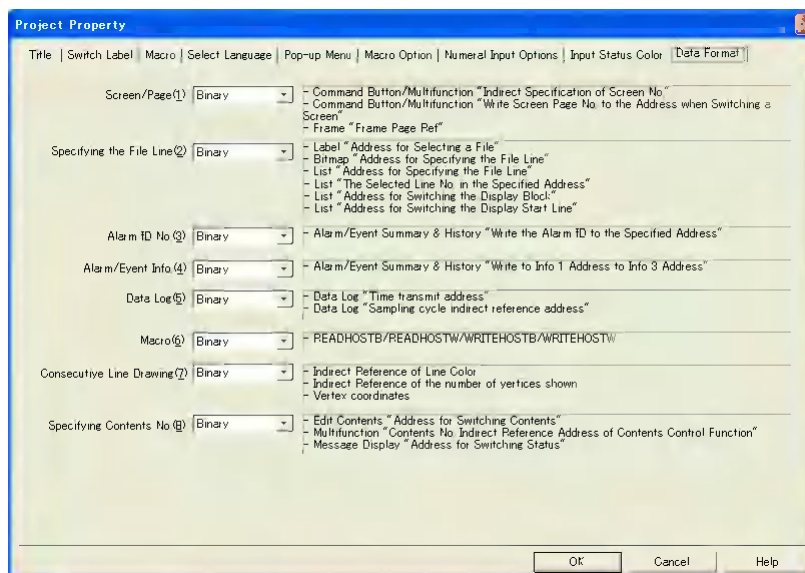 Project Property
Title | Switch Label | Macro | Select Language | Pop-up Menu | Macro Option | Numeral Input Options | Input Status Color | Data Format
Screen/Page(1) Binary - Command Button/Multifunction "Indirect Specification of Screen No."
- Command Button/Multifunction "Write Screen Page No. to the Address when Switching a
Screen"
- Frame "Frame Page Ref"
Specifying the File Line(2) Binary - Label "Address for Selecting a File"
- Bitmap "Address for Specifying the File Line"
- List "Address for Specifying the File Line"
- List "The Selected Line No. in the Specified Address"
- List "Address for Switching the Display Block"
- List "Address for Switching the Display Start Line"
Alarm ID No.(3) Binary - Alarm/Event Summary & History "Write the Alarm ID to the Specified Address"
Alarm/Event Info.(4) Binary - Alarm/Event Summary & History "Write to Info 1 Address to Info 3 Address"
Data Log(5) Binary - Data Log "Time transmit address"
- Data Log "Sampling cycle indirect reference address"
Macro(6) Binary - READHOSTB/READHOSTW/WRITEHOSTB/WRITEHOSTW
Consecutive Line Drawing(7) Binary - Indirect Reference of Line Color
- Indirect Reference of the number of vertices shown
- Vertex coordinates
Specifying Contents No.(8) Binary - Edit Contents "Address for Switching Contents"
- Multifunction "Contents No. Indirect Reference Address of Contents Control Function"
- Message Display "Address for Switching Status"
OK Cancel Help